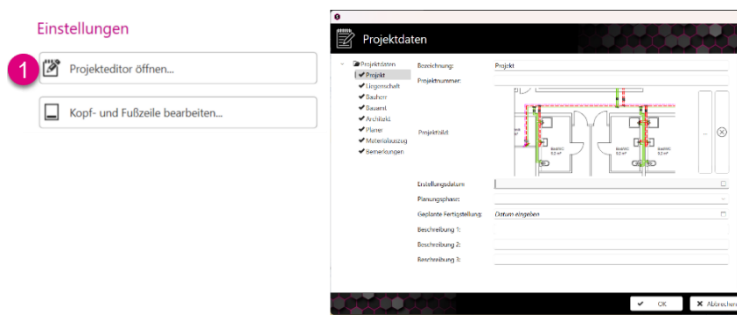 Einstellungen
1
Projekteditor öffnen...
Kopf- und Fußzeile bearbeiten...
Projektdaten
Projektdaten
Projekt
Liegenschaft
Bauherr
Bauamt
Architekt
Planer
Materialauszug
Bemerkungen
Bezeichnung: Projekt
Projektnummer:
Projektbild:
Erstellungsdatum
Planungsphase:
Geplante Fertigstellung: Datum eingeben
Beschreibung 1:
Beschreibung 2:
Beschreibung 3:
OK
Abbrechen